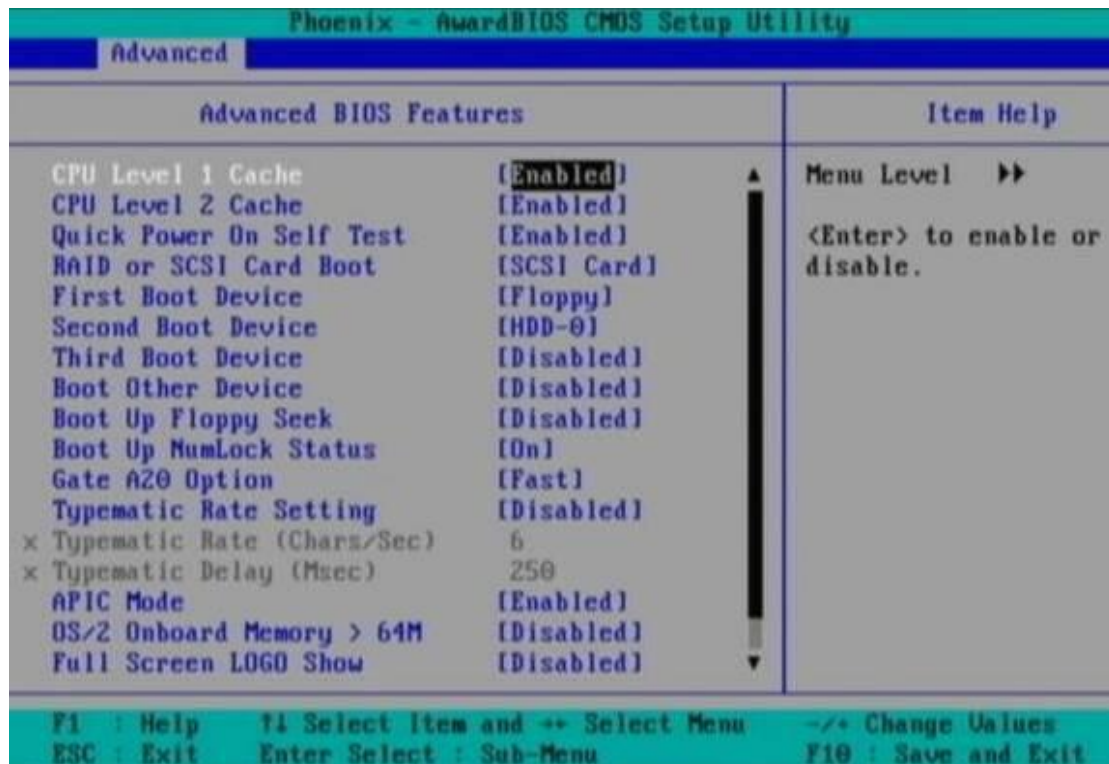 Phoenix - AwardBIOS CMOS Setup Utility
Advanced
Advanced BIOS Features
Item Help
CPU Level 1 Cache [Enabled]
CPU Level 2 Cache [Enabled]
Quick Power On Self Test [Enabled]
RAID or SCSI Card Boot [SCSI Card]
First Boot Device [Floppy]
Second Boot Device [HDD-0]
Third Boot Device [Disabled]
Boot Other Device [Disabled]
Boot Up Floppy Seek [Disabled]
Boot Up NumLock Status [On]
Gate A20 Option [Fast]
Typematic Rate Setting [Disabled]
x Typematic Rate (Chars/Sec) 6
x Typematic Delay (Msec) 250
APIC Mode [Enabled]
OS/2 Onboard Memory > 64M [Disabled]
Full Screen LOGO Show [Disabled]
Menu Level ►►
<Enter> to enable or
disable.
F1 : Help ↑↓ Select Item and ↔ Select Menu -/+ Change Values
ESC : Exit Enter Select : Sub-Menu F10 : Save and Exit